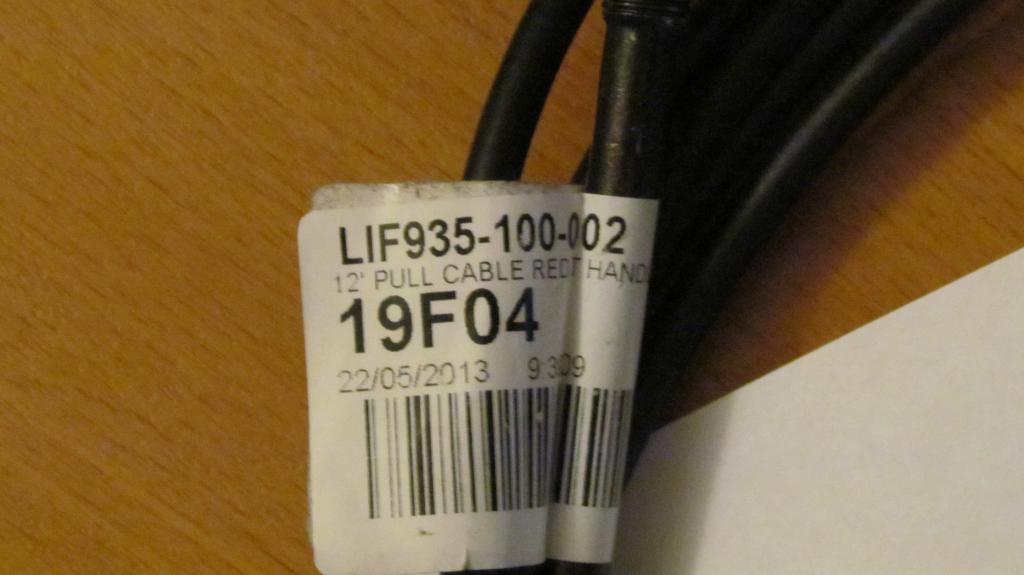 LIF935-100-002
12' PULL CABLE RED T HAND
19F04
22/05/2013 9:309